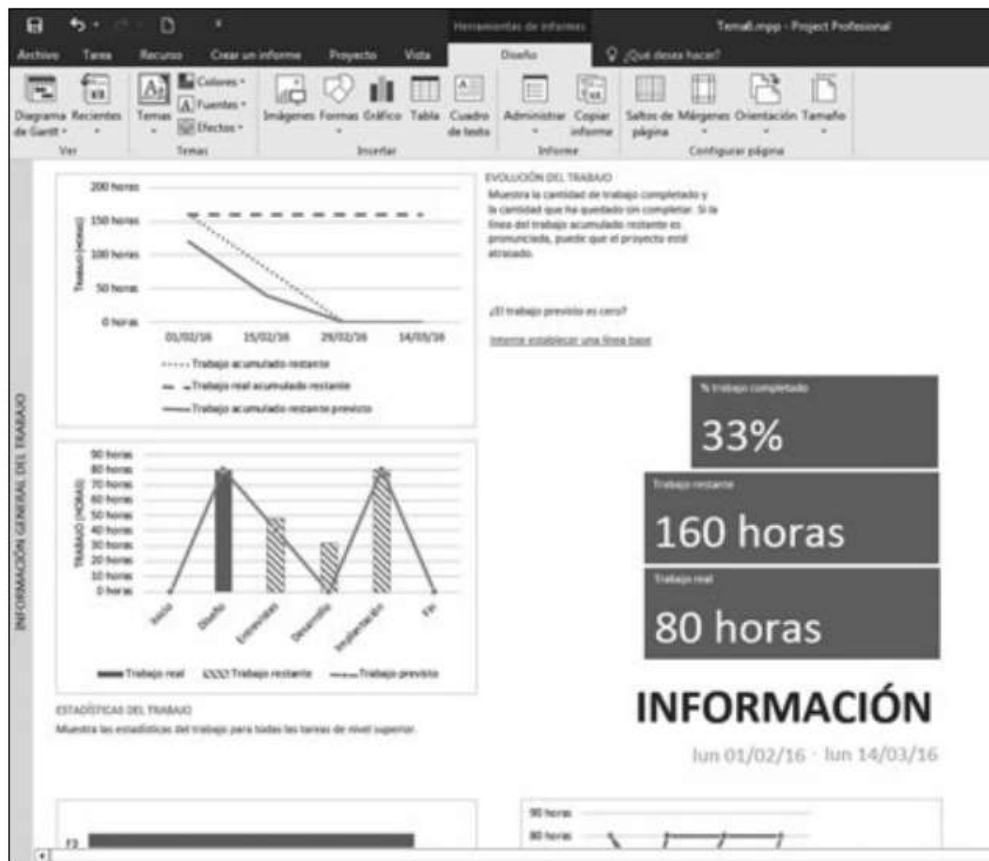 Herramientas de informes
Tema6.mpp - Project Profesional
Archivo Tarea Recurso Crear un informe Proyecto Vista Diseño ¿Qué desea hacer?
Diagrama de Gantt
Recientes
Ver
Temas
Colores
Fuentes
Efectos
Temas
Imágenes Formas Gráfico Tabla Cuadro de texto
Insertar
Administrar Copiar informe
Informe
Saltos de página Márgenes Orientación Tamaño
Configurar página
INFORMACIÓN GENERAL DEL TRABAJO
TRABAJO (HORAS)
200 horas
150 horas
100 horas
50 horas
0 horas
01/02/16 15/02/16 29/02/16 14/03/16
Trabajo acumulado restante
Trabajo real acumulado restante
Trabajo acumulado restante previsto
EVOLUCIÓN DEL TRABAJO
Muestra la cantidad de trabajo completado y
la cantidad que ha quedado sin completar. Si la
línea del trabajo acumulado restante es
pronunciada, puede que el proyecto esté
atrasado.
¿El trabajo previsto es cero?
Intente establecer una línea base
% trabajo completado
33%
Trabajo restante
160 horas
Trabajo real
80 horas
TRABAJO (HORAS)
90 horas
80 horas
70 horas
60 horas
50 horas
40 horas
30 horas
20 horas
10 horas
0 horas
Inicio Diseño Entrevistas Desarrollo Implantación Fin
Trabajo real Trabajo restante Trabajo previsto
ESTADÍSTICAS DEL TRABAJO
Muestra las estadísticas del trabajo para todas las tareas de nivel superior.
INFORMACIÓN
lun 01/02/16 - lun 14/03/16
F3
90 horas
80 horas